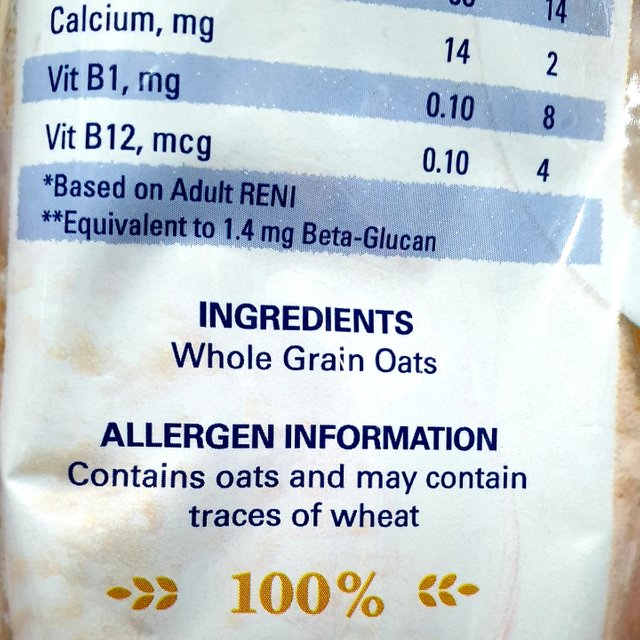 14
Calcium, mg 14 2
Vit B1, mg 0.10 8
Vit B12, mcg 0.10 4
*Based on Adult RENI
**Equivalent to 1.4 mg Beta-Glucan
INGREDIENTS
Whole Grain Oats
ALLERGEN INFORMATION
Contains oats and may contain
traces of wheat
100%